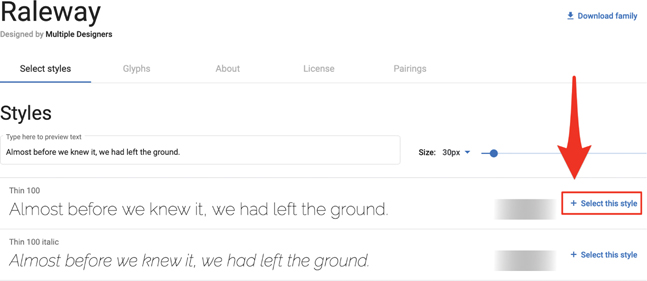 Raleway
Download family
Designed by Multiple Designers
Select styles Glyphs About License Pairings
Styles
Type here to preview text
Almost before we knew it, we had left the ground.
Size: 30px
Thin 100
Almost before we knew it, we had left the ground.
+ Select this style
Thin 100 italic
Almost before we knew it, we had left the ground.
+ Select this style